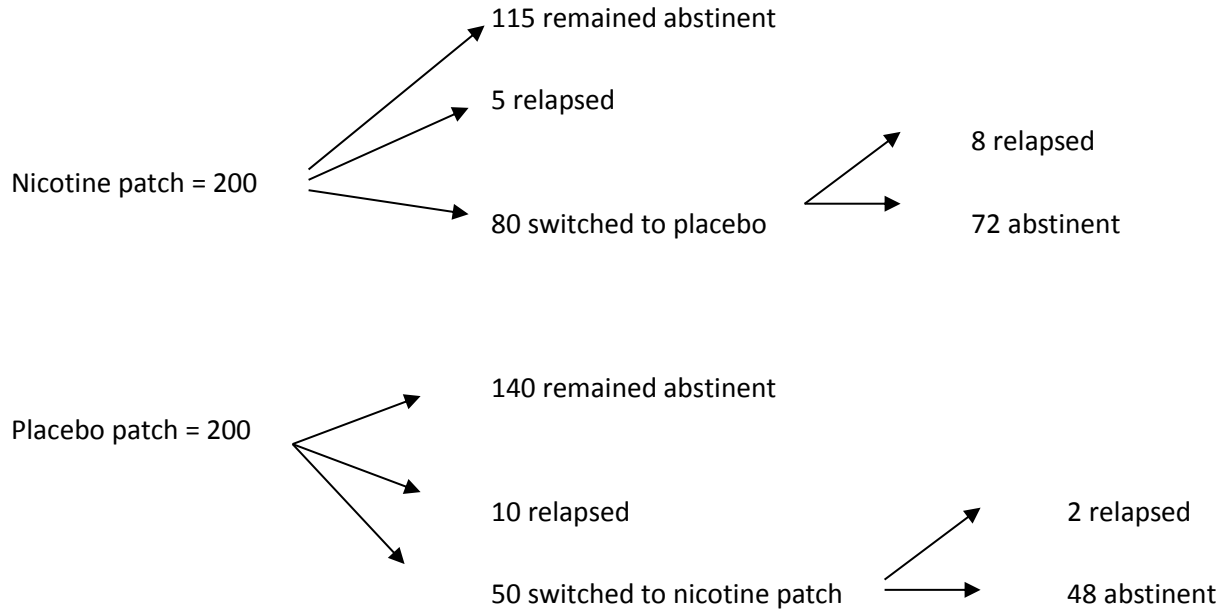 115 remained abstinent
5 relapsed
8 relapsed
Nicotine patch = 200
80 switched to placebo
72 abstinent
140 remained abstinent
Placebo patch = 200
10 relapsed
2 relapsed
50 switched to nicotine patch
48 abstinent